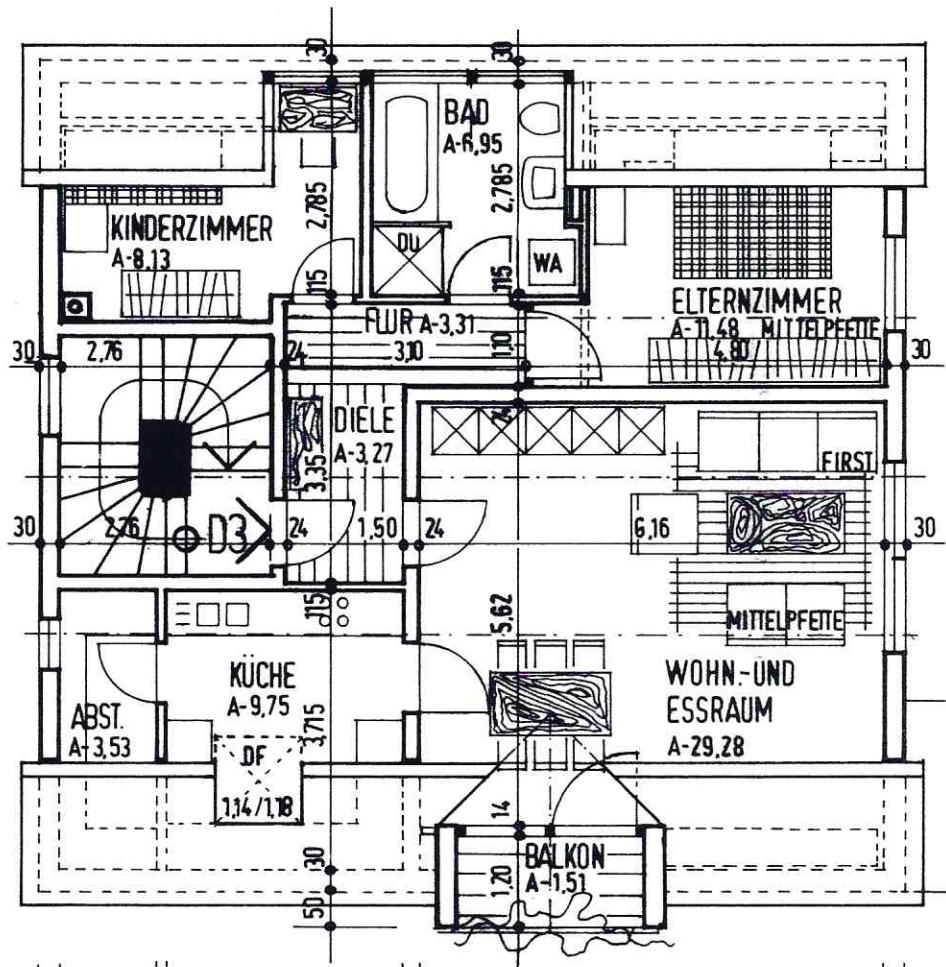 30
30
BAD
A-6,95
2,785
2,785
KINDERZIMMER
A-8,13
DU
WA
115
115
ELTERNZIMMER
A-11,48 MITTELPFETTE
4,80
FLUR A-3,31
3,10
1,10
30
2,76
24
30
24
DIELE
A-3,27
3,35
FIRST
30
2,76
D3
24
1,50
24
6,16
30
115
5,62
MITTELPFETTE
KÜCHE
A-9,75
WOHN.-UND
ESSRAUM
A-29,28
ABST.
A-3,53
3,715
DF
1,14/1,18
14
BALKON
A-1,51
30
1,20
50